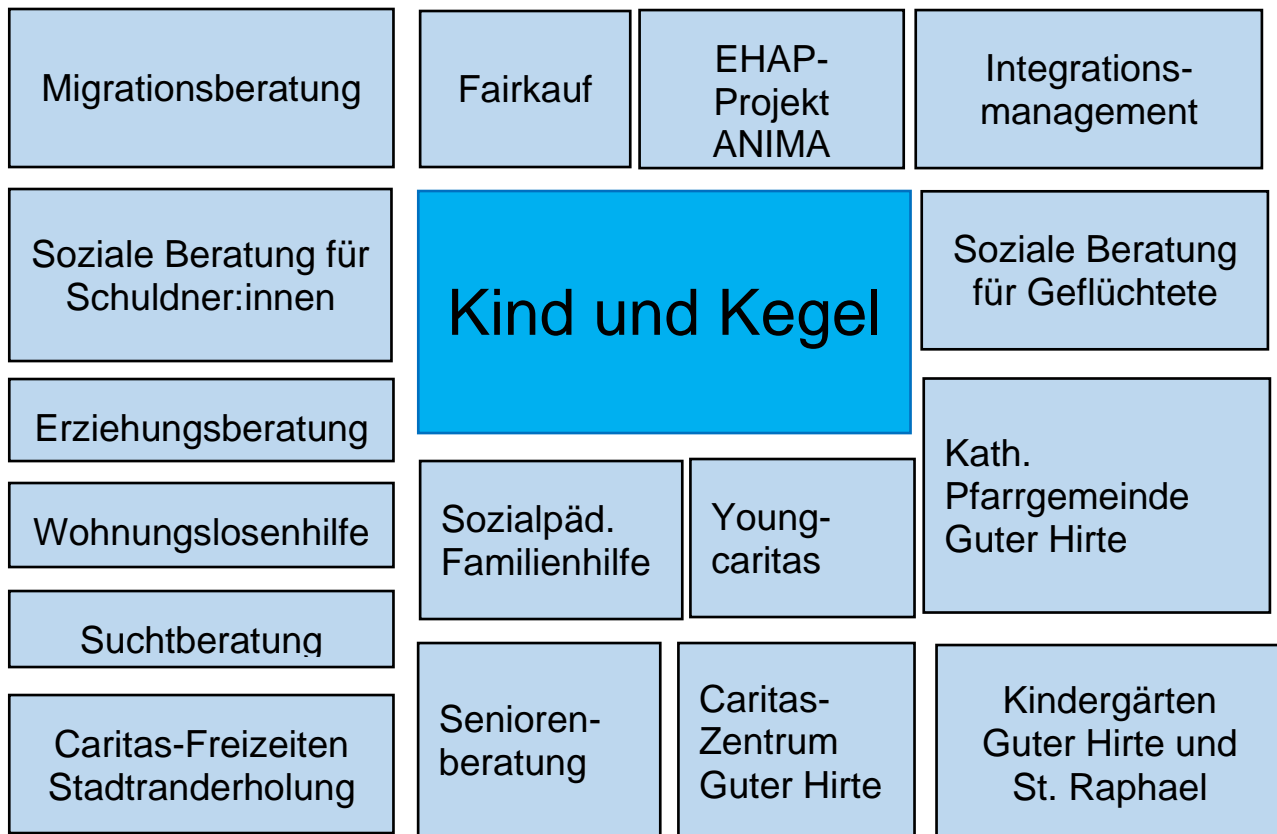 Migrationsberatung
Fairkauf
EHAP-
Projekt
ANIMA
Integrations-
management
Soziale Beratung für
Schuldner:innen
Kind und Kegel
Soziale Beratung
für Geflüchtete
Erziehungsberatung
Wohnungslosenhilfe
Sozialpäd.
Familienhilfe
Young-
caritas
Kath.
Pfarrgemeinde
Guter Hirte
Suchtberatung
Caritas-Freizeiten
Stadtranderholung
Senioren-
beratung
Caritas-
Zentrum
Guter Hirte
Kindergärten
Guter Hirte und
St. Raphael